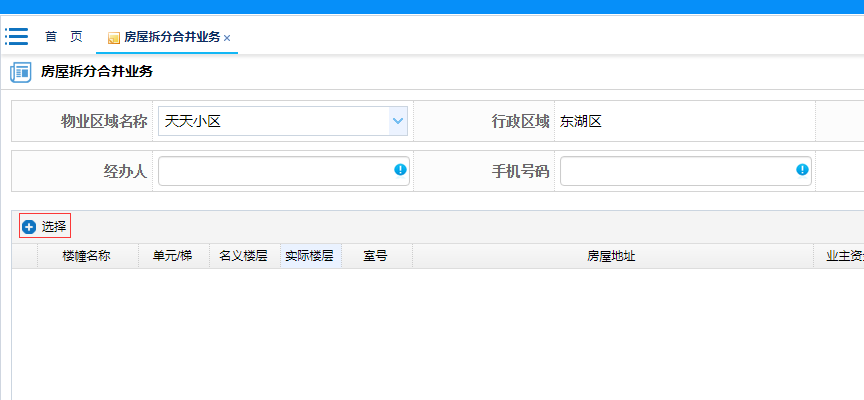 首 页 房屋拆分合并业务 ×
房屋拆分合并业务
物业区域名称 天天小区 行政区域 东湖区
经办人 手机号码
选择
楼幢名称 单元/梯 名义楼层 实际楼层 室号 房屋地址 业主资